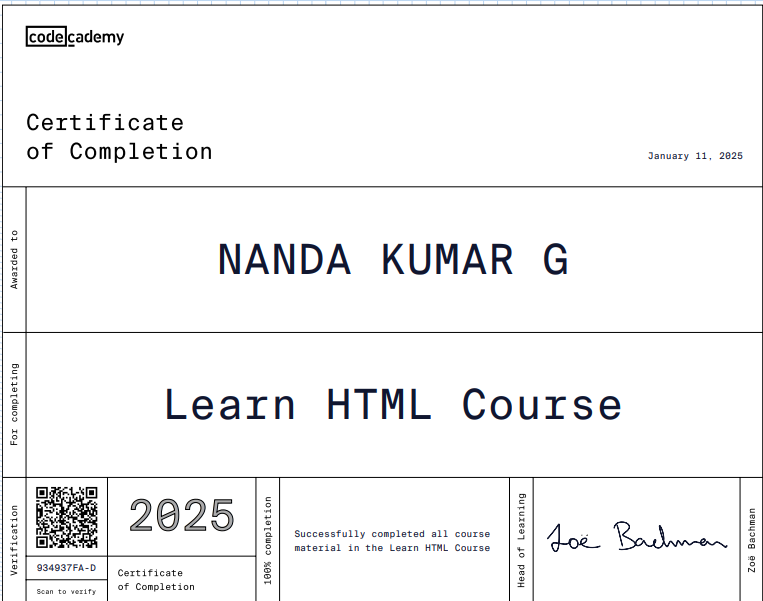 codecademy
Certificate
of Completion
January 11, 2025
Awarded to
NANDA KUMAR G
For completing
Learn HTML Course
Verification
934937FA-D
Scan to verify
2025
Certificate
of Completion
100% completion
Successfully completed all course
material in the Learn HTML Course
Head of Learning
Zoë Bachman
Zoë Bachman